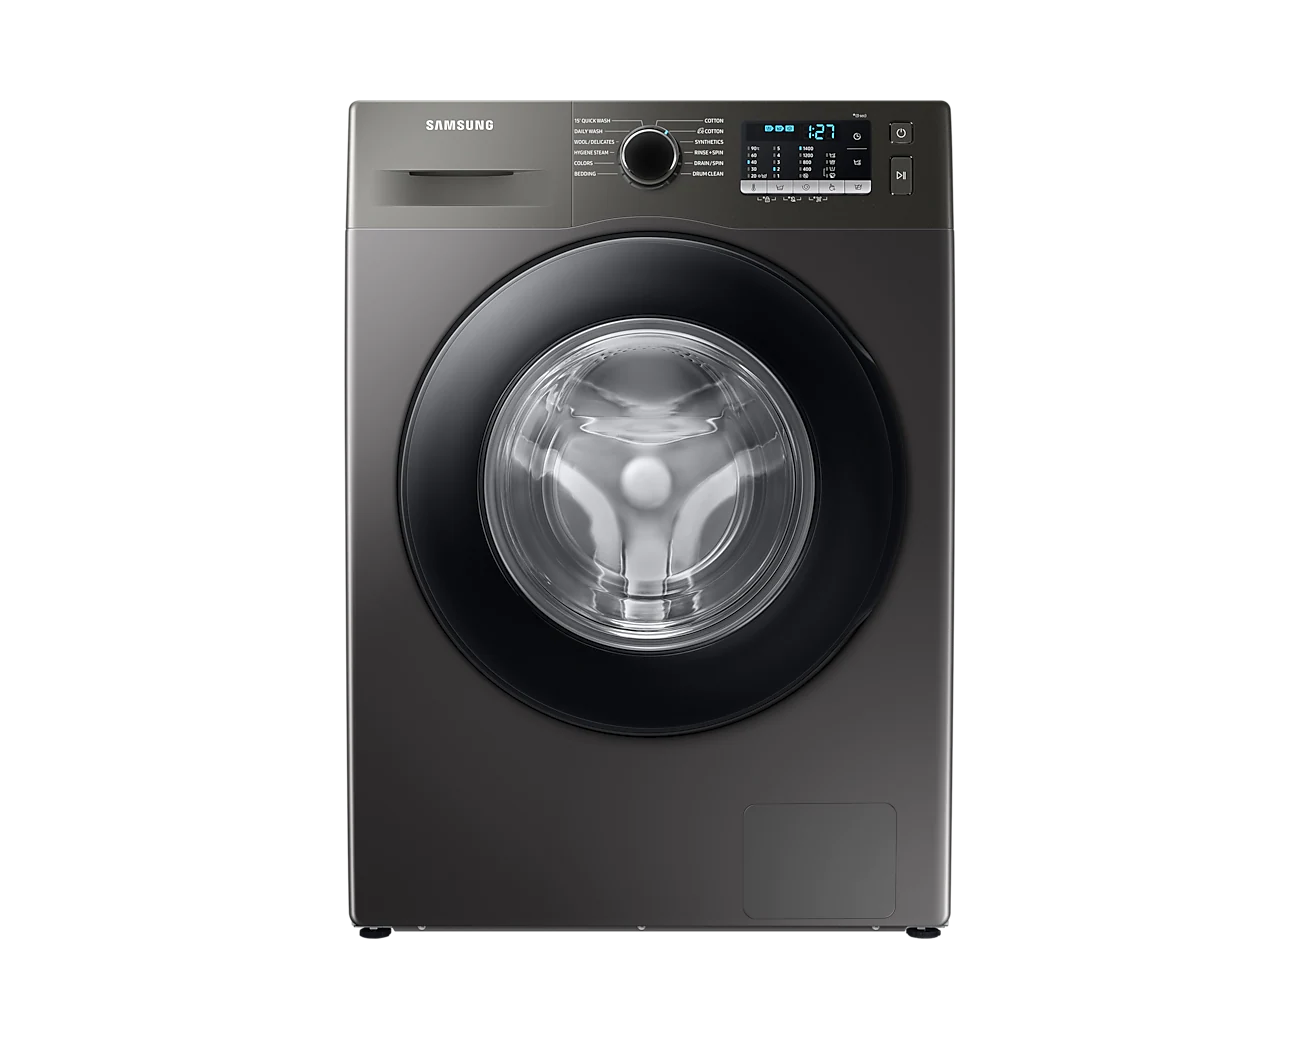 SAMSUNG
15' QUICK WASH
DAILY WASH
WOOL/DELICATES
HYGIENE STEAM
COLORS
BEDDING
COTTON
COTTON
SYNTHETICS
RINSE+SPIN
DRAIN/SPIN
DRUM CLEAN
1:27
90 5 1400
60 4 1200
40 3 800
30 2 400
20 1